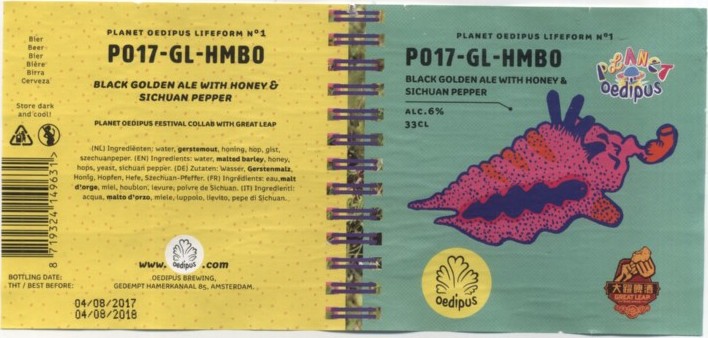 Bier
Beer
Bier
Bière
Birra
Cerveza
Store dark
and cool!
8 719324 149631
PLANET OEDIPUS LIFEFORM Nº1
P017-GL-HMBO
BLACK GOLDEN ALE WITH HONEY &
SICHUAN PEPPER
PLANET OEDIPUS FESTIVAL COLLAB WITH GREAT LEAP
(NL) Ingrediënten: water, gerstemout, honing, hop, gist,
szechuanpeper. (EN) Ingredients: water, malted barley, honey,
hops, yeast, sichuan pepper. (DE) Zutaten: Wasser, Gerstenmalz,
Honig, Hopfen, Hefe, Szechuan-Pfeffer. (FR) Ingrédients: eau, malt
d'orge, miel, houblon, levure, poivre de Sichuan. (IT) Ingredienti:
acqua, malto d'orzo, miele, luppolo, lievito, pepe di Sichuan.
www. .com
oedipus
OEDIPUS BREWING,
GEDEMPT HAMERKANAAL 85, AMSTERDAM.
BOTTLING DATE:
THT / BEST BEFORE:
04/08/2017
04/08/2018
PLANET OEDIPUS LIFEFORM Nº1
P017-GL-HMBO
BLACK GOLDEN ALE WITH HONEY &
SICHUAN PEPPER
ALC.6%
33CL
PLANET
oedipus
oedipus
大躍啤酒
GREAT LEAP